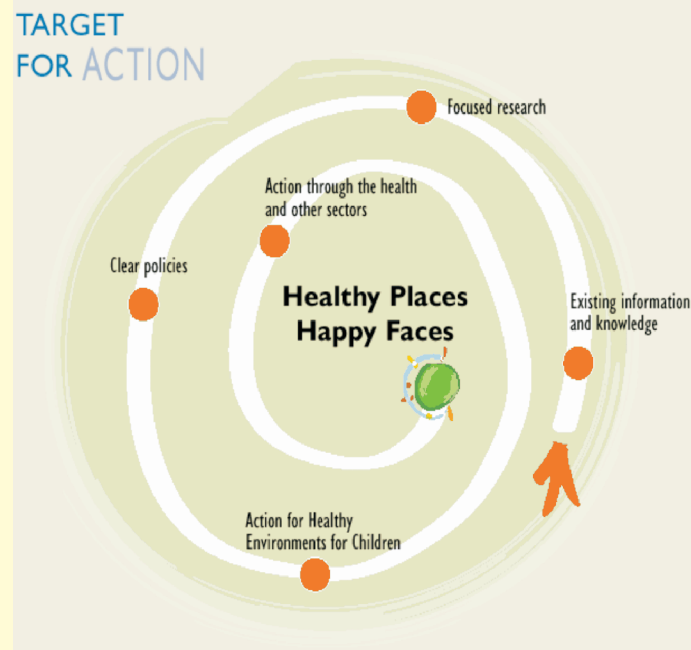 TARGET
FOR ACTION
Focused research
Action through the health
and other sectors
Clear policies
Healthy Places
Happy Faces
Existing information
and knowledge
Action for Healthy
Environments for Children